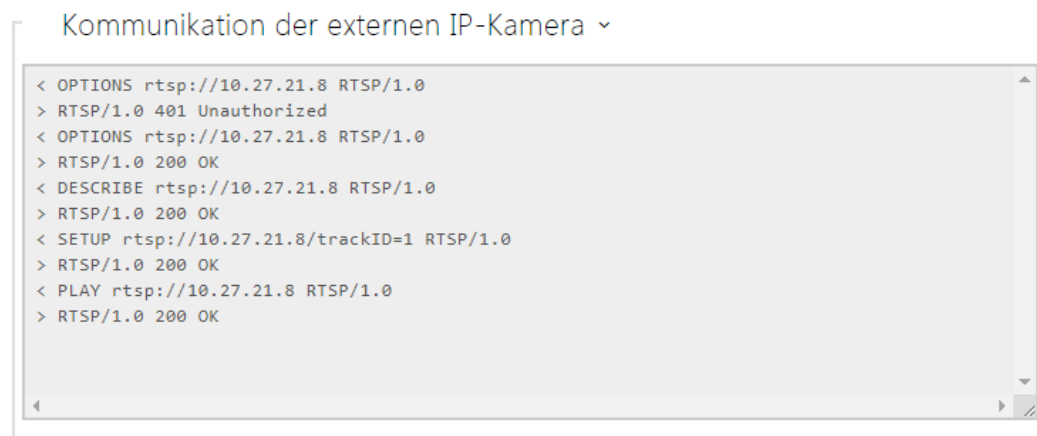 Kommunikation der externen IP-Kamera
< OPTIONS rtsp://10.27.21.8 RTSP/1.0
> RTSP/1.0 401 Unauthorized
< OPTIONS rtsp://10.27.21.8 RTSP/1.0
> RTSP/1.0 200 OK
< DESCRIBE rtsp://10.27.21.8 RTSP/1.0
> RTSP/1.0 200 OK
< SETUP rtsp://10.27.21.8/trackID=1 RTSP/1.0
> RTSP/1.0 200 OK
< PLAY rtsp://10.27.21.8 RTSP/1.0
> RTSP/1.0 200 OK